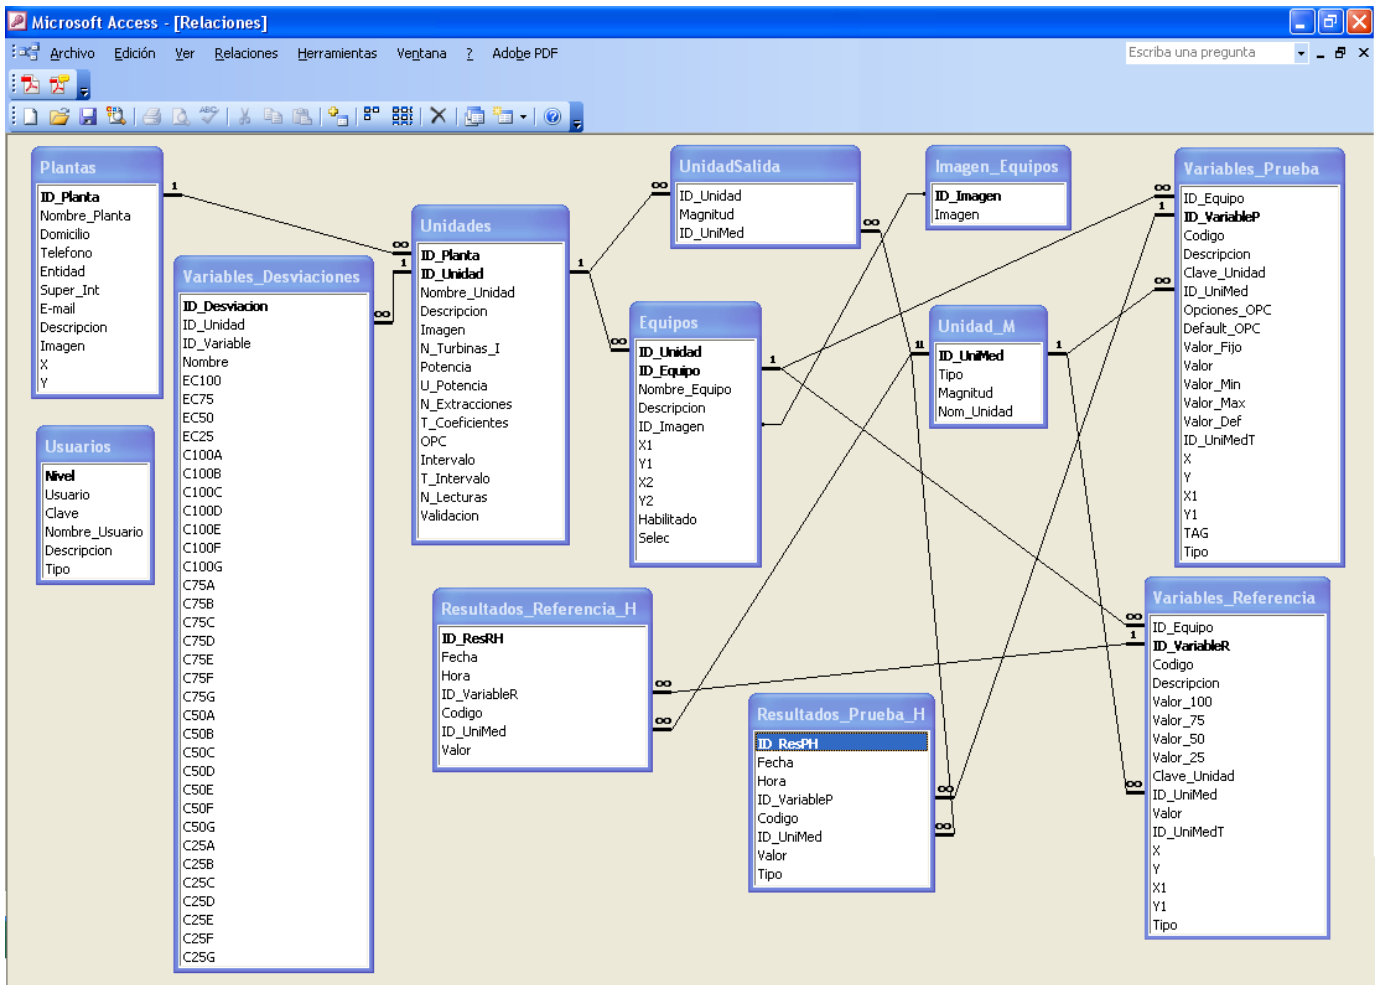 Microsoft Access - [Relaciones]
Archivo Edición Ver Relaciones Herramientas Ventana ? Adobe PDF
Escriba una pregunta
Plantas
ID_Planta
Nombre_Planta
Domicilio
Telefono
Entidad
Super_Int
E-mail
Descripcion
Imagen
X
Y
Usuarios
Nivel
Usuario
Clave
Nombre_Usuario
Descripcion
Tipo
Variables_Desviaciones
ID_Desviacion
ID_Unidad
ID_Variable
Nombre
EC100
EC75
EC50
EC25
C100A
C100B
C100C
C100D
C100E
C100F
C100G
C75A
C75B
C75C
C75D
C75E
C75F
C75G
C50A
C50B
C50C
C50D
C50E
C50F
C50G
C25A
C25B
C25C
C25D
C25E
C25F
C25G
Unidades
ID_Planta
ID_Unidad
Nombre_Unidad
Descripcion
Imagen
N_Turbinas_I
Potencia
U_Potencia
N_Extracciones
T_Coeficientes
OPC
Intervalo
T_Intervalo
N_Lecturas
Validacion
Resultados_Referencia_H
ID_ResRH
Fecha
Hora
ID_VariableR
Codigo
ID_UniMed
Valor
UnidadSalida
ID_Unidad
Magnitud
ID_UniMed
Equipos
ID_Unidad
ID_Equipo
Nombre_Equipo
Descripcion
ID_Imagen
X1
Y1
X2
Y2
Habilitado
Selec
Resultados_Prueba_H
ID_ResPH
Fecha
Hora
ID_VariableP
Codigo
ID_UniMed
Valor
Tipo
Imagen_Equipos
ID_Imagen
Imagen
Unidad_M
ID_UniMed
Tipo
Magnitud
Nom_Unidad
Variables_Prueba
ID_Equipo
ID_VariableP
Codigo
Descripcion
Clave_Unidad
ID_UniMed
Opciones_OPC
Default_OPC
Valor_Fijo
Valor
Valor_Min
Valor_Max
Valor_Def
ID_UniMedT
X
Y
X1
Y1
TAG
Tipo
Variables_Referencia
ID_Equipo
ID_VariableR
Codigo
Descripcion
Valor_100
Valor_75
Valor_50
Valor_25
Clave_Unidad
ID_UniMed
Valor
ID_UniMedT
X
Y
X1
Y1
Tipo